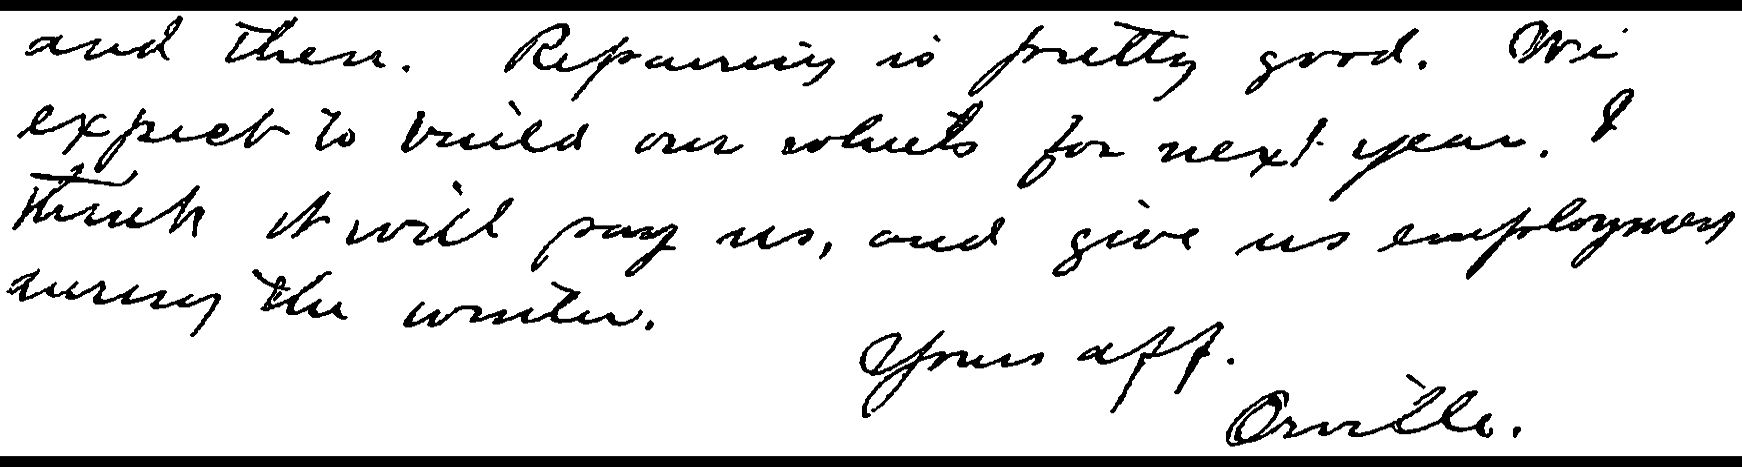 and then. Repairing is pretty good. We
expect to build our wheels for next year. I
think it will pay us, and give us employment
during the winter.
Yours aff.
Orville.